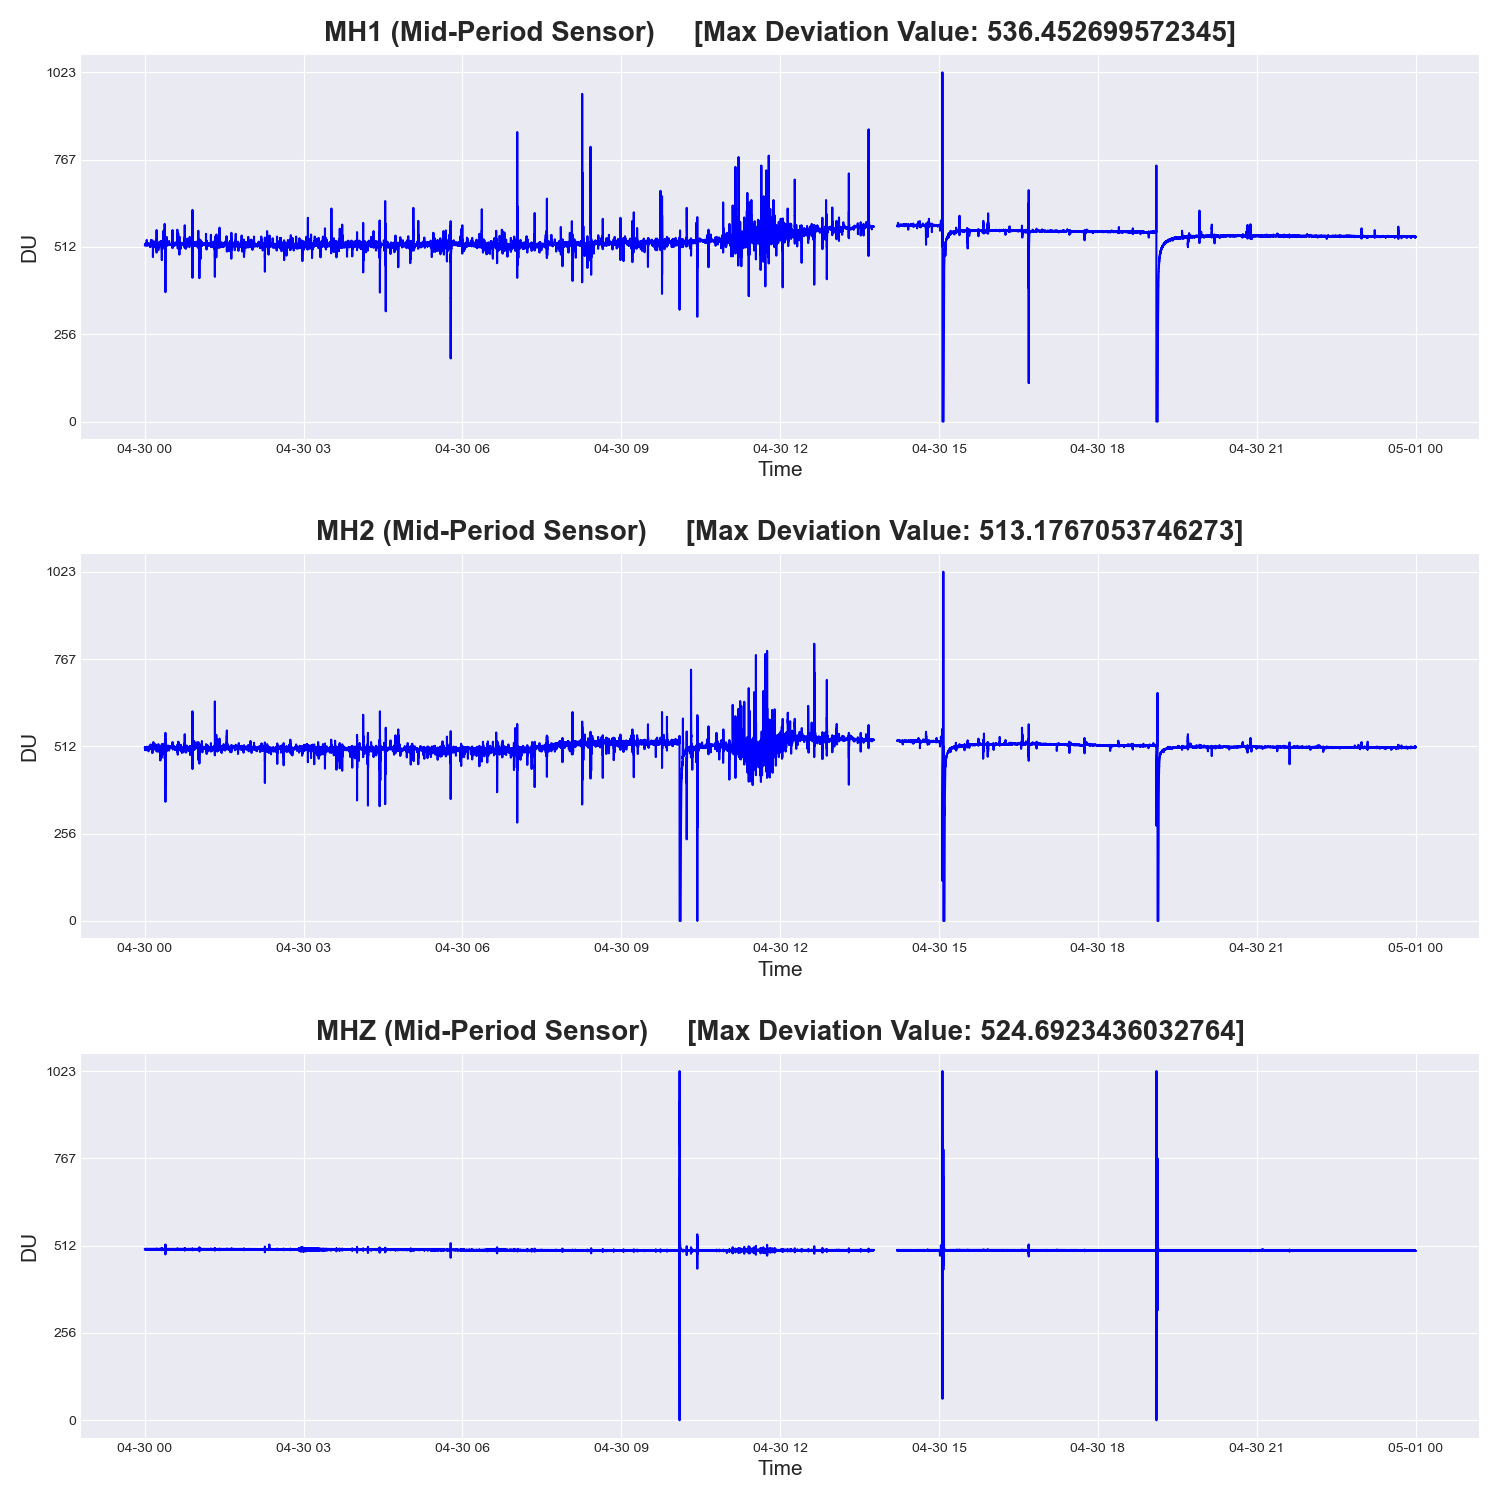 MH1 (Mid-Period Sensor) [Max Deviation Value: 536.452699572345]
1023
767
512
256
0
DU
04-30 00 04-30 03 04-30 06 04-30 09 04-30 12 04-30 15 04-30 18 04-30 21 05-01 00
Time
MH2 (Mid-Period Sensor) [Max Deviation Value: 513.1767053746273]
1023
767
512
256
0
DU
04-30 00 04-30 03 04-30 06 04-30 09 04-30 12 04-30 15 04-30 18 04-30 21 05-01 00
Time
MHZ (Mid-Period Sensor) [Max Deviation Value: 524.6923436032764]
1023
767
512
256
0
DU
04-30 00 04-30 03 04-30 06 04-30 09 04-30 12 04-30 15 04-30 18 04-30 21 05-01 00
Time